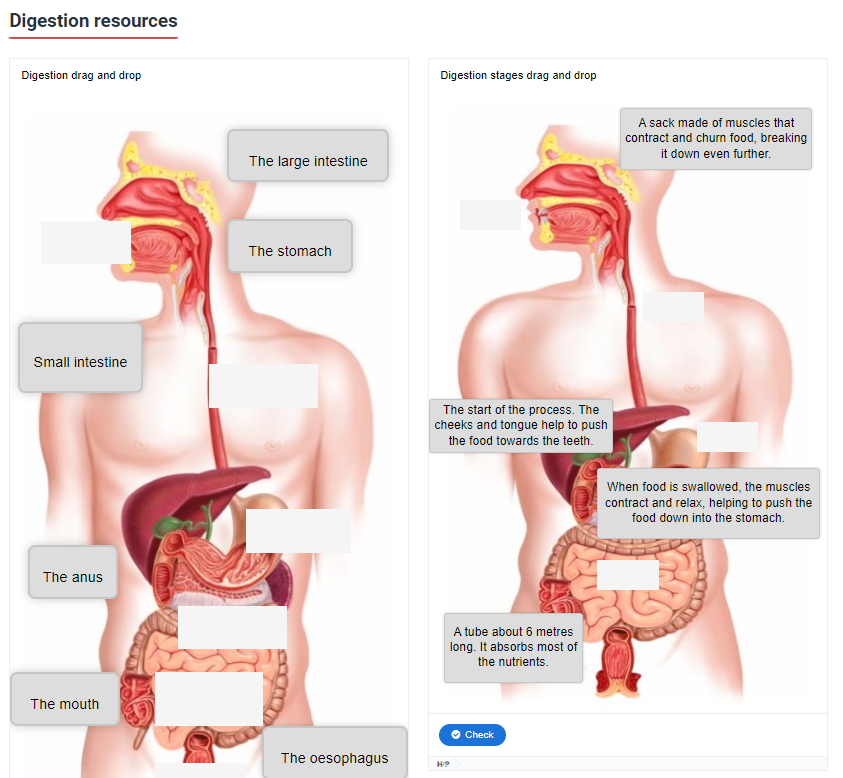 Digestion resources
Digestion drag and drop
The large intestine
The stomach
Small intestine
The anus
The mouth
The oesophagus
Digestion stages drag and drop
A sack made of muscles that
contract and churn food, breaking
it down even further.
The start of the process. The
cheeks and tongue help to push
the food towards the teeth.
When food is swallowed, the muscles
contract and relax, helping to push the
food down into the stomach.
A tube about 6 metres
long. It absorbs most of
the nutrients.
Check
H5P